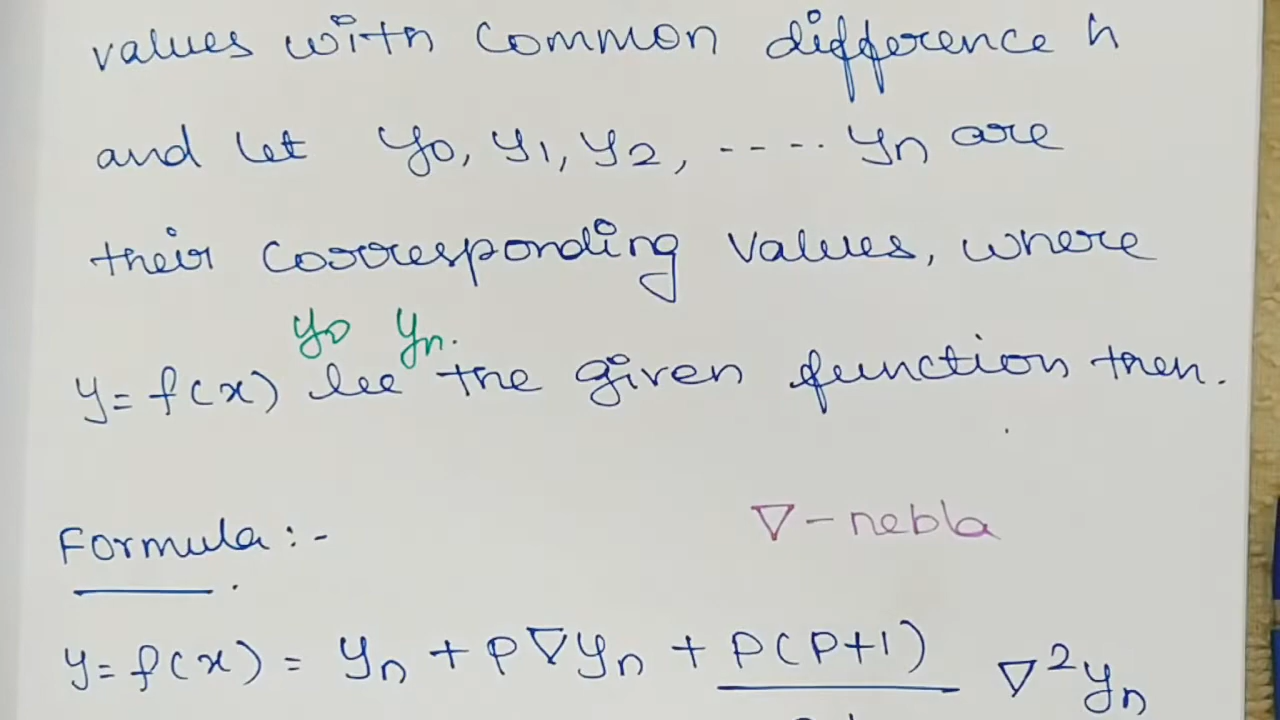 values with common difference h
and let y0, y1, y2, ---- yn are
their coorresponding values, where
y0 yn.
y = f(x) be the given function then.
Formula :-
∇ - nebla
y = f(x) = yn + p∇yn + p(p+1) ∇²yn